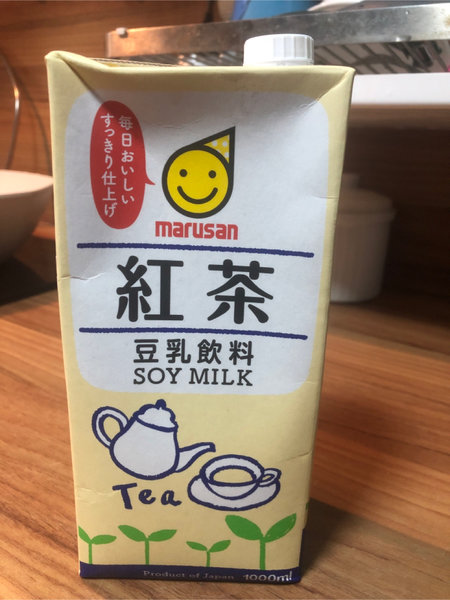 毎日おいしい
すっきり仕上げ
marusan
紅茶
豆乳飲料
SOY MILK
Tea
Product of Japan 1000ml